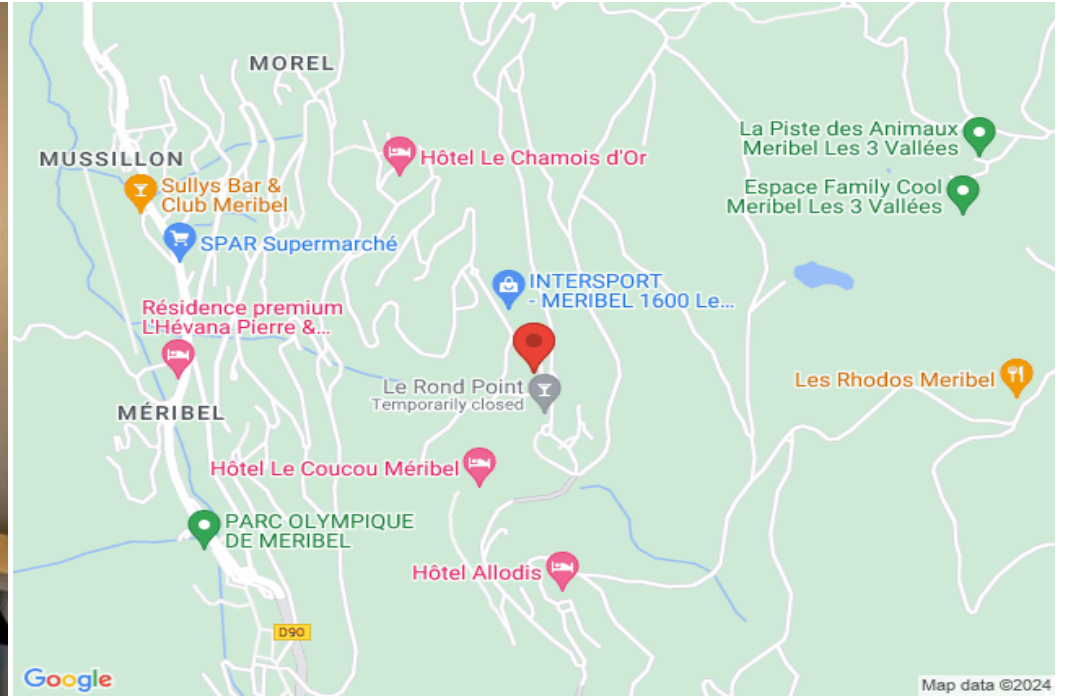 MOREL
La Piste des Animaux
Meribel Les 3 Vallées
MUSSILLON
Hôtel Le Chamois d'Or
Sullys Bar &
Club Meribel
Espace Family Cool
Meribel Les 3 Vallées
SPAR Supermarché
INTERSPORT
- MERIBEL 1600 Le...
Résidence premium
L'Hévana Pierre &...
Le Rond Point
Temporarily closed
Les Rhodos Meribel
MÉRIBEL
Hôtel Le Coucou Méribel
PARC OLYMPIQUE
DE MERIBEL
Hôtel Allodis
D90
Google
Map data ©2024